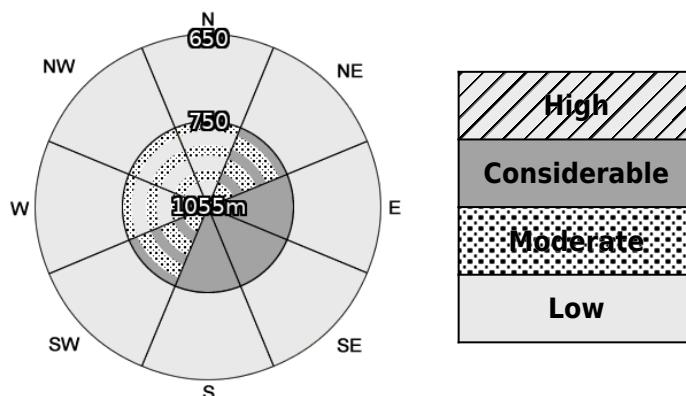 N
650
NW
NE
750
High
Considerable
W
1055m
E
Moderate
Low
SW
SE
S